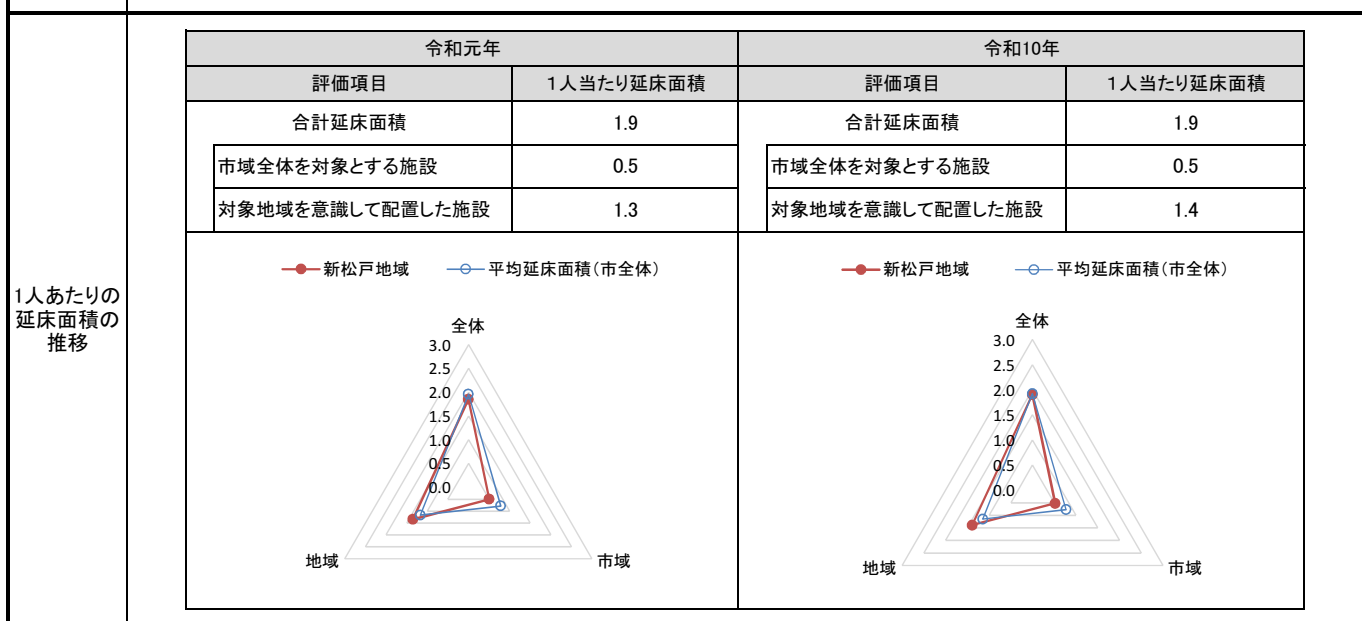 1人あたりの
延床面積の
推移
令和元年
令和10年
評価項目
1人当たり延床面積
評価項目
1人当たり延床面積
合計延床面積
1.9
合計延床面積
1.9
市域全体を対象とする施設
0.5
市域全体を対象とする施設
0.5
対象地域を意識して配置した施設
1.3
対象地域を意識して配置した施設
1.4
新松戸地域
平均延床面積(市全体)
全体
3.0
2.5
2.0
1.5
1.0
0.5
0.0
地域
市域
新松戸地域
平均延床面積(市全体)
全体
3.0
2.5
2.0
1.5
1.0
0.5
0.0
地域
市域